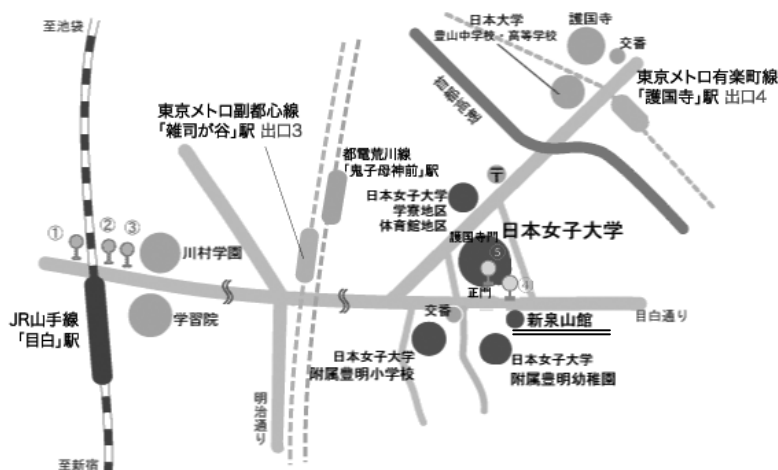 至池袋
日本大学
豊山中学校・高等学校
護国寺
交番
東京メトロ有楽町線
「護国寺」駅 出口4
首都高速
東京メトロ副都心線
「雑司が谷」駅 出口3
都電荒川線
「鬼子母神前」駅
〒
日本女子大学
学寮地区
体育館地区
護国寺門
日本女子大学
①
②
③
川村学園
⑤
④
正門
JR山手線
「目白」駅
学習院
交番
新泉山館
目白通り
日本女子大学
附属豊明小学校
日本女子大学
附属豊明幼稚園
明治通り
至新宿